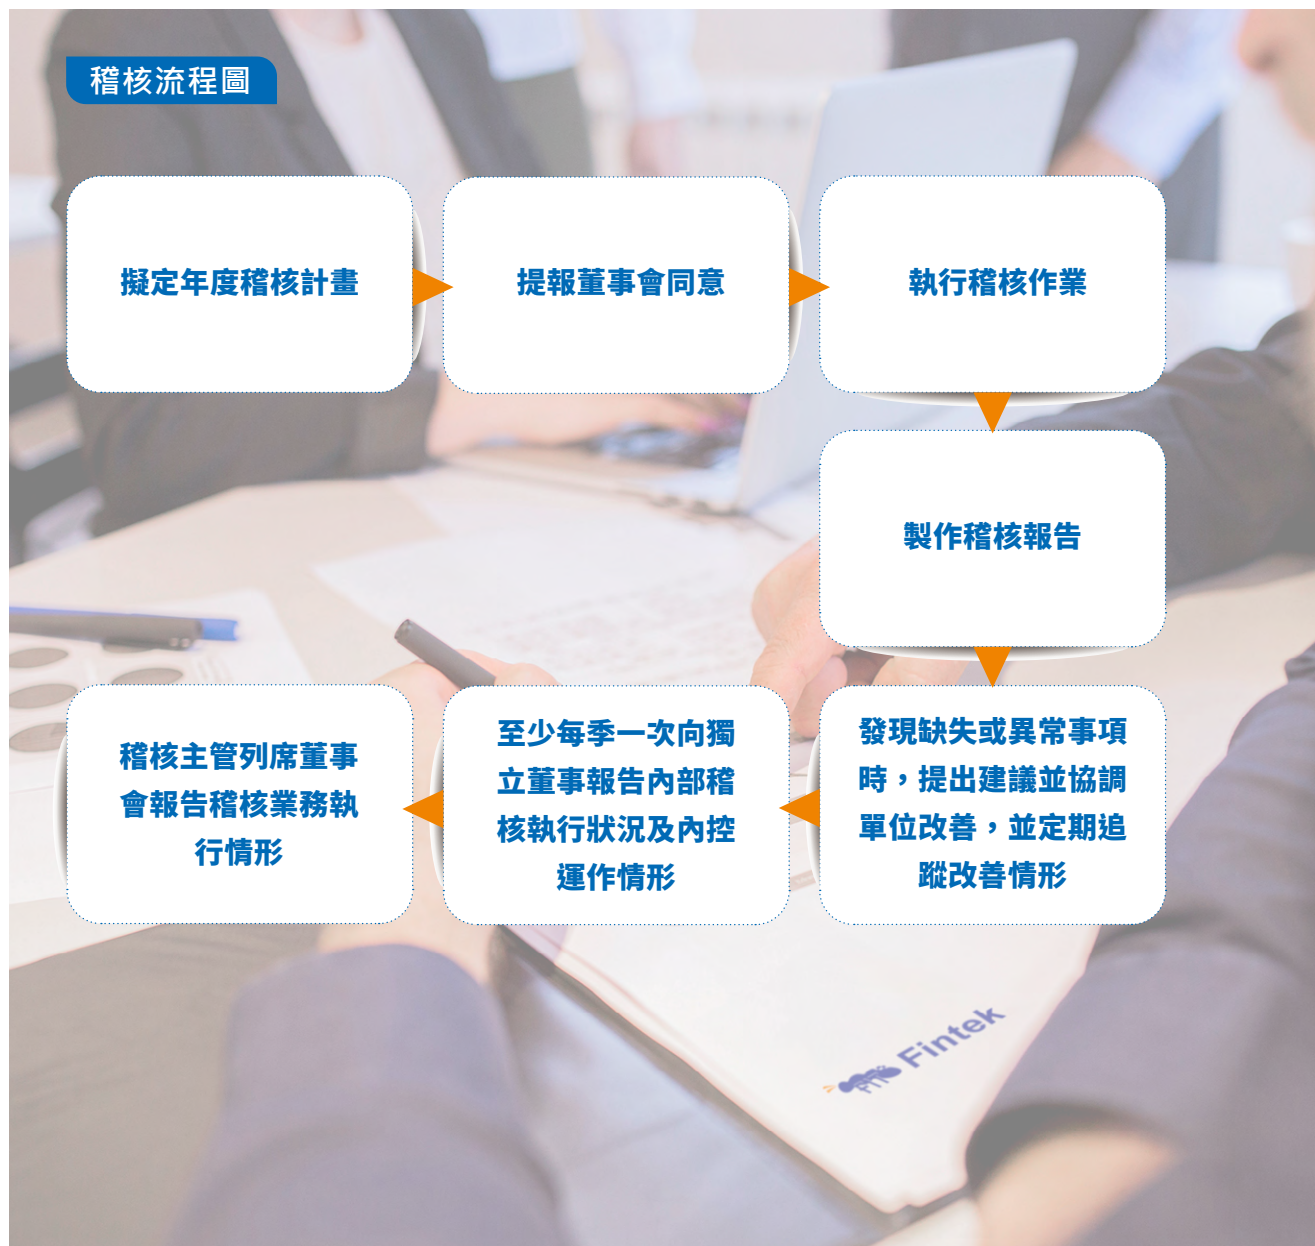 稽核流程圖
擬定年度稽核計畫
提報董事會同意
執行稽核作業
製作稽核報告
發現缺失或異常事項
時，提出建議並協調
單位改善，並定期追
蹤改善情形
至少每季一次向獨
立董事報告內部稽
核執行狀況及內控
運作情形
稽核主管列席董事
會報告稽核業務執
行情形
Fintek